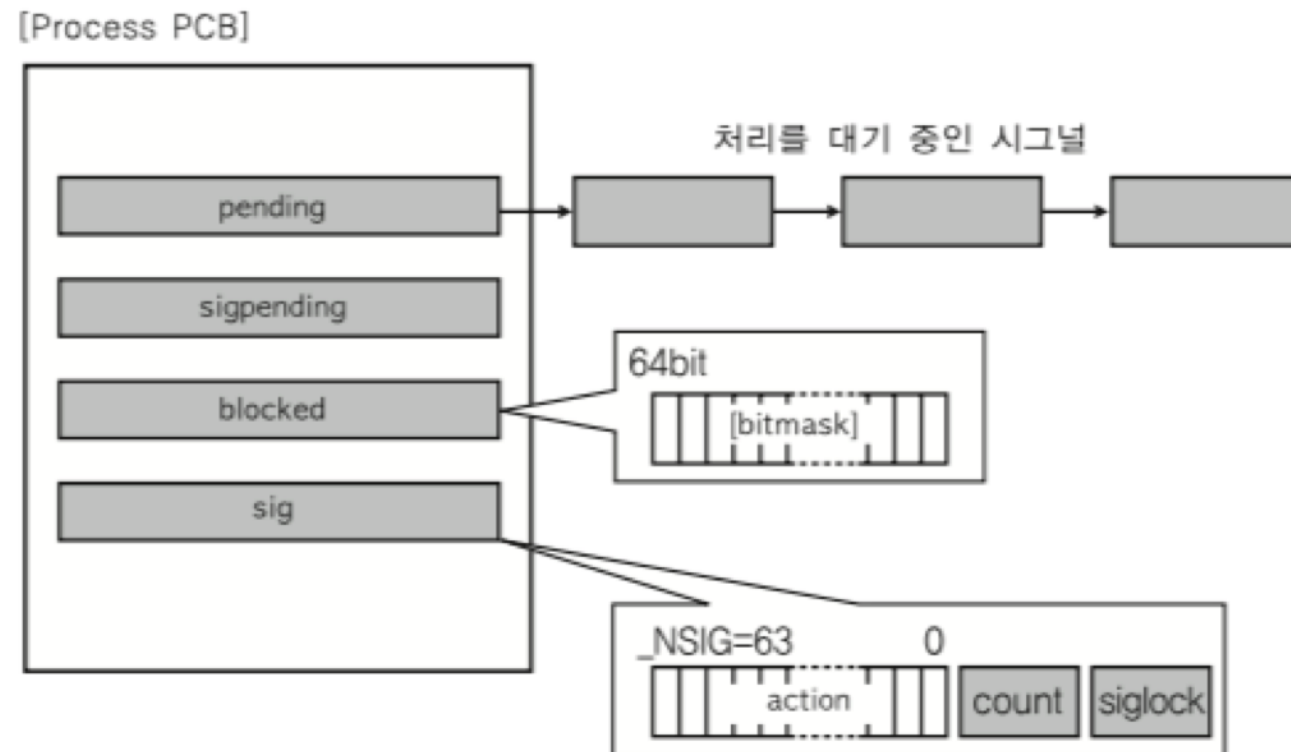 [Process PCB]
처리를 대기 중인 시그널
pending
sigpending
64bit
blocked
[bitmask]
sig
_NSIG=63 0
action count siglock